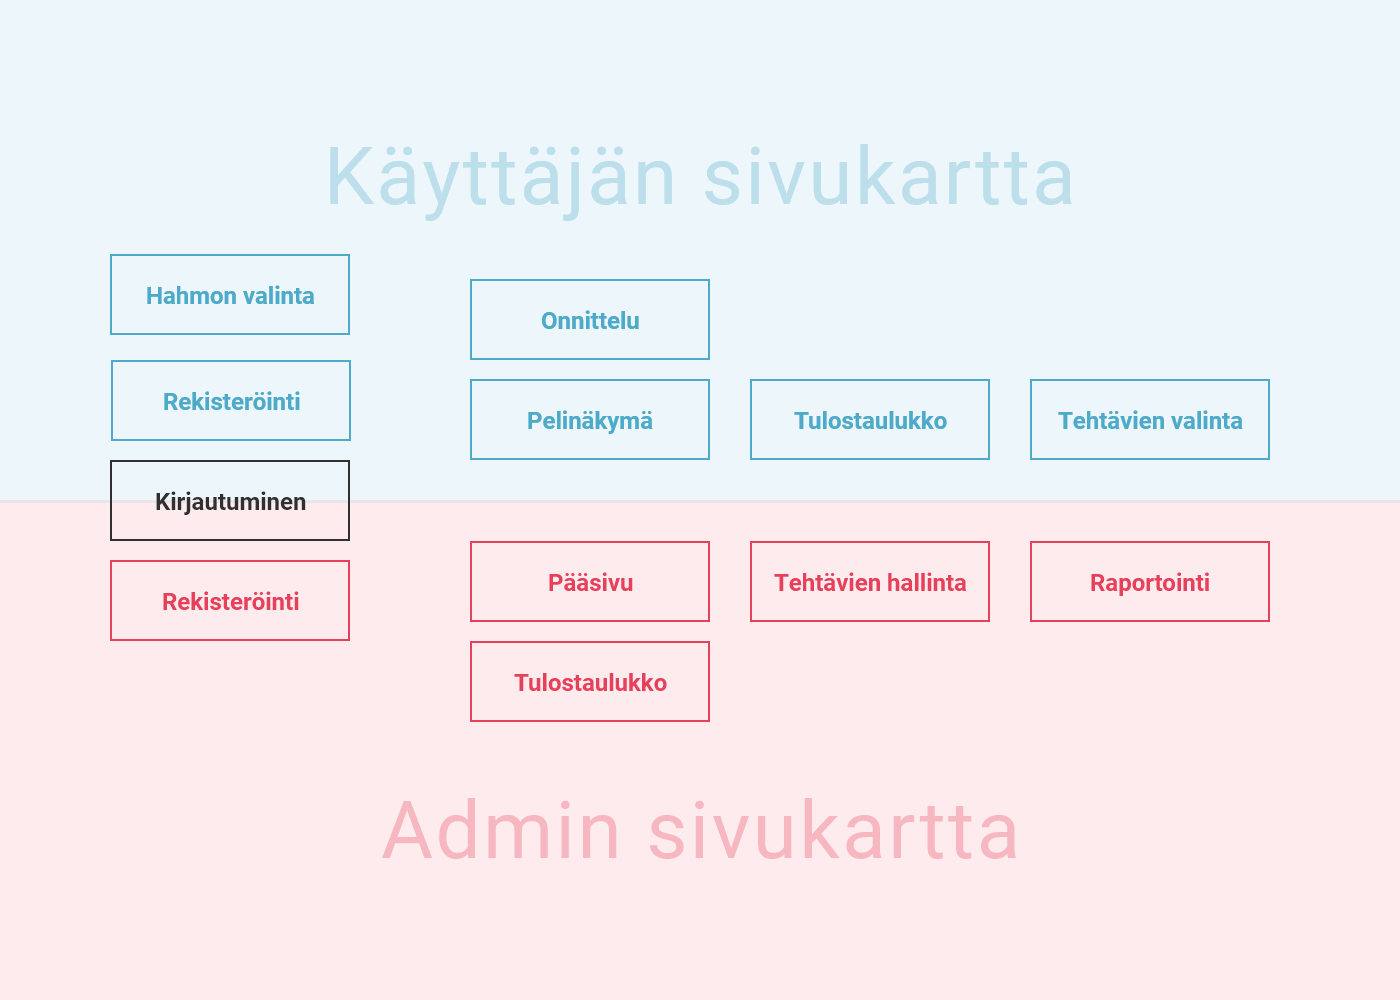 Käyttäjän sivukartta
Hahmon valinta
Onnittelu
Rekisteröinti
Pelinäkymä
Tulostaulukko
Tehtävien valinta
Kirjautuminen
Rekisteröinti
Pääsivu
Tehtävien hallinta
Raportointi
Tulostaulukko
Admin sivukartta